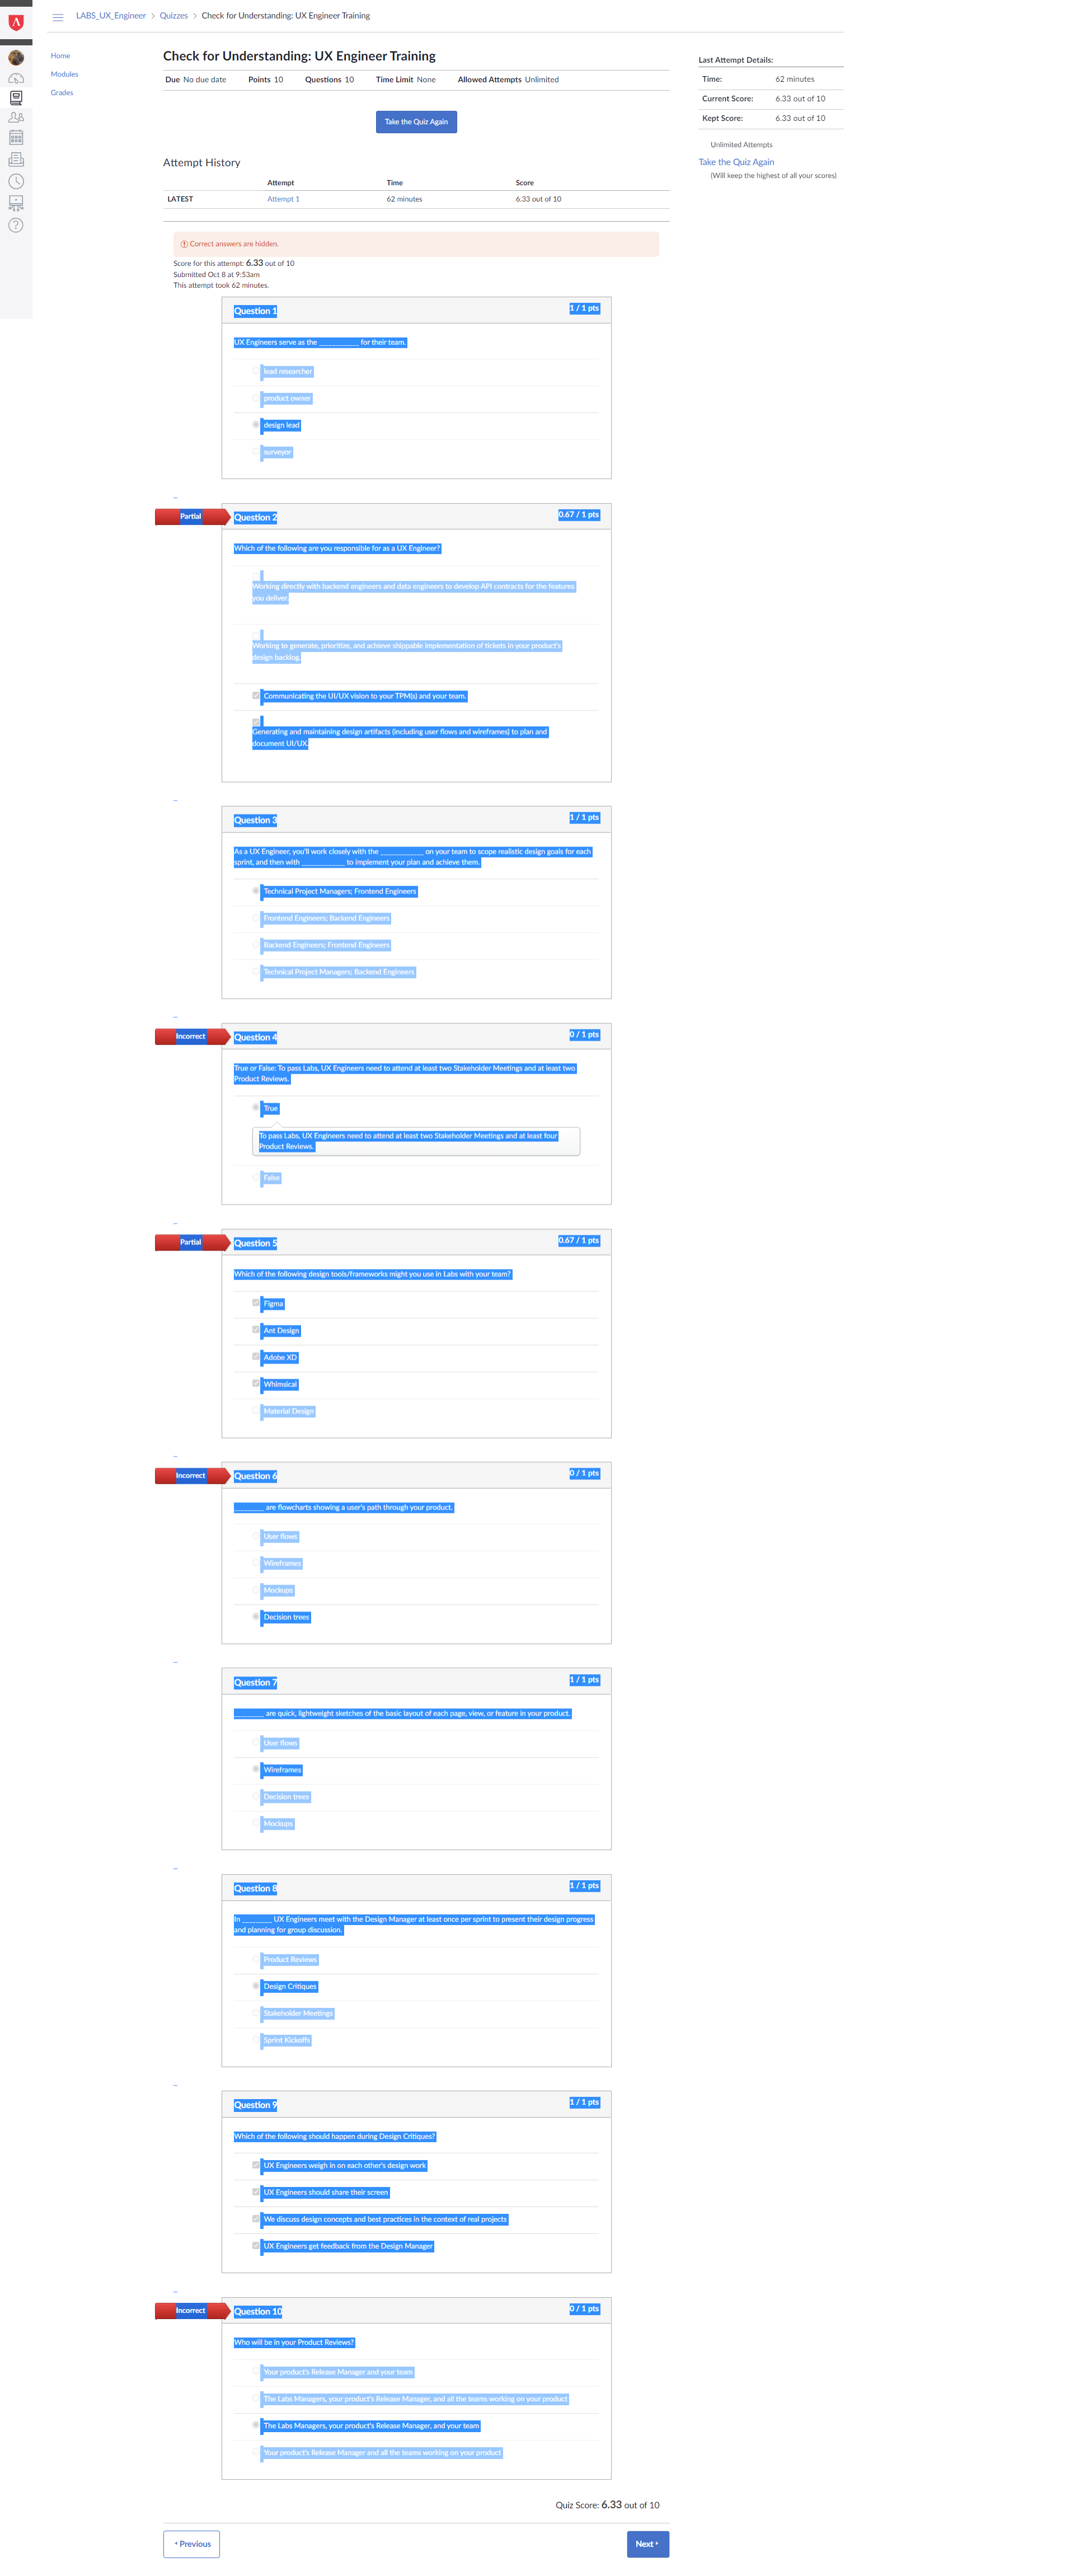 LABS_UX_Engineer > Quizzes > Check for Understanding: UX Engineer Training
Home
Modules
Grades
Check for Understanding: UX Engineer Training
Due No due date Points 10 Questions 10 Time Limit None Allowed Attempts Unlimited
Take the Quiz Again
Attempt History
Attempt Time Score
LATEST Attempt 1 62 minutes 6.33 out of 10
Correct answers are hidden.
Score for this attempt: 6.33 out of 10
Submitted Oct 8 at 9:53am
This attempt took 62 minutes.
Last Attempt Details:
Time: 62 minutes
Current Score: 6.33 out of 10
Kept Score: 6.33 out of 10
Unlimited Attempts
Take the Quiz Again
(Will keep the highest of all your scores)
Question 1 1 / 1 pts
UX Engineers serve as the ____________ for their team.
lead researcher
product owner
design lead
surveyor
Partial Question 2 0.67 / 1 pts
Which of the following are you responsible for as a UX Engineer?
Working directly with backend engineers and data engineers to develop API contracts for the features
you deliver.
Working to generate, prioritize, and achieve shippable implementation of tickets in your product's
design backlog.
Communicating the UI/UX vision to your TPM(s) and your team.
Generating and maintaining design artifacts (including user flows and wireframes) to plan and
document UI/UX.
Question 3 1 / 1 pts
As a UX Engineer, you'll work closely with the _____________ on your team to scope realistic design goals for each
sprint, and then with _____________ to implement your plan and achieve them.
Technical Project Managers; Frontend Engineers
Frontend Engineers; Backend Engineers
Backend Engineers; Frontend Engineers
Technical Project Managers; Backend Engineers
Incorrect Question 4 0 / 1 pts
True or False: To pass Labs, UX Engineers need to attend at least two Stakeholder Meetings and at least two
Product Reviews.
True
To pass Labs, UX Engineers need to attend at least two Stakeholder Meetings and at least four
Product Reviews.
False
Partial Question 5 0.67 / 1 pts
Which of the following design tools/frameworks might you use in Labs with your team?
Figma
Ant Design
Adobe XD
Whimsical
Material Design
Incorrect Question 6 0 / 1 pts
_________ are flowcharts showing a user's path through your product.
User flows
Wireframes
Mockups
Decision trees
Question 7 1 / 1 pts
_________ are quick, lightweight sketches of the basic layout of each page, view, or feature in your product.
User flows
Wireframes
Decision trees
Mockups
Question 8 1 / 1 pts
In _________ UX Engineers meet with the Design Manager at least once per sprint to present their design progress
and planning for group discussion.
Product Reviews
Design Critiques
Stakeholder Meetings
Sprint Kickoffs
Question 9 1 / 1 pts
Which of the following should happen during Design Critiques?
UX Engineers weigh in on each other's design work
UX Engineers should share their screen
We discuss design concepts and best practices in the context of real projects
UX Engineers get feedback from the Design Manager
Incorrect Question 10 0 / 1 pts
Who will be in your Product Reviews?
Your product's Release Manager and your team
The Labs Managers, your product's Release Manager, and all the teams working on your product
The Labs Managers, your product's Release Manager, and your team
Your product's Release Manager and all the teams working on your product
Quiz Score: 6.33 out of 10
Previous
Next